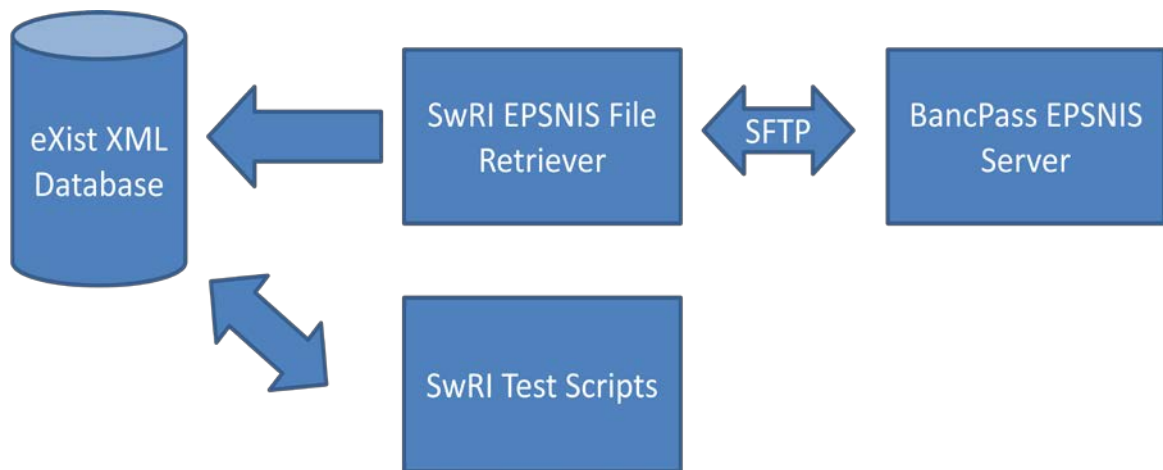 eXist XML
Database
SwRI EPSNIS File
Retriever
SFTP
BancPass EPSNIS
Server
SwRI Test Scripts